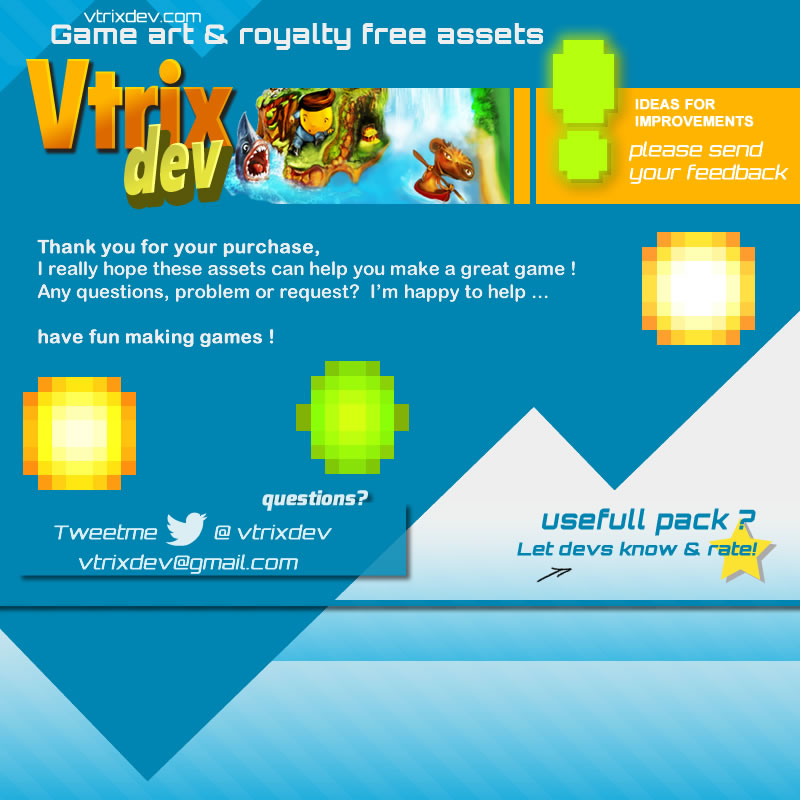 vtrixdev.com
Game art & royalty free assets
Vtrix
dev
IDEAS FOR
IMPROVEMENTS
please send
your feedback
Thank you for your purchase,
I really hope these assets can help you make a great game !
Any questions, problem or request?  I'm happy to help ...
have fun making games !
questions?
Tweetme @ vtrixdev
vtrixdev@gmail.com
usefull pack ?
Let devs know & rate!